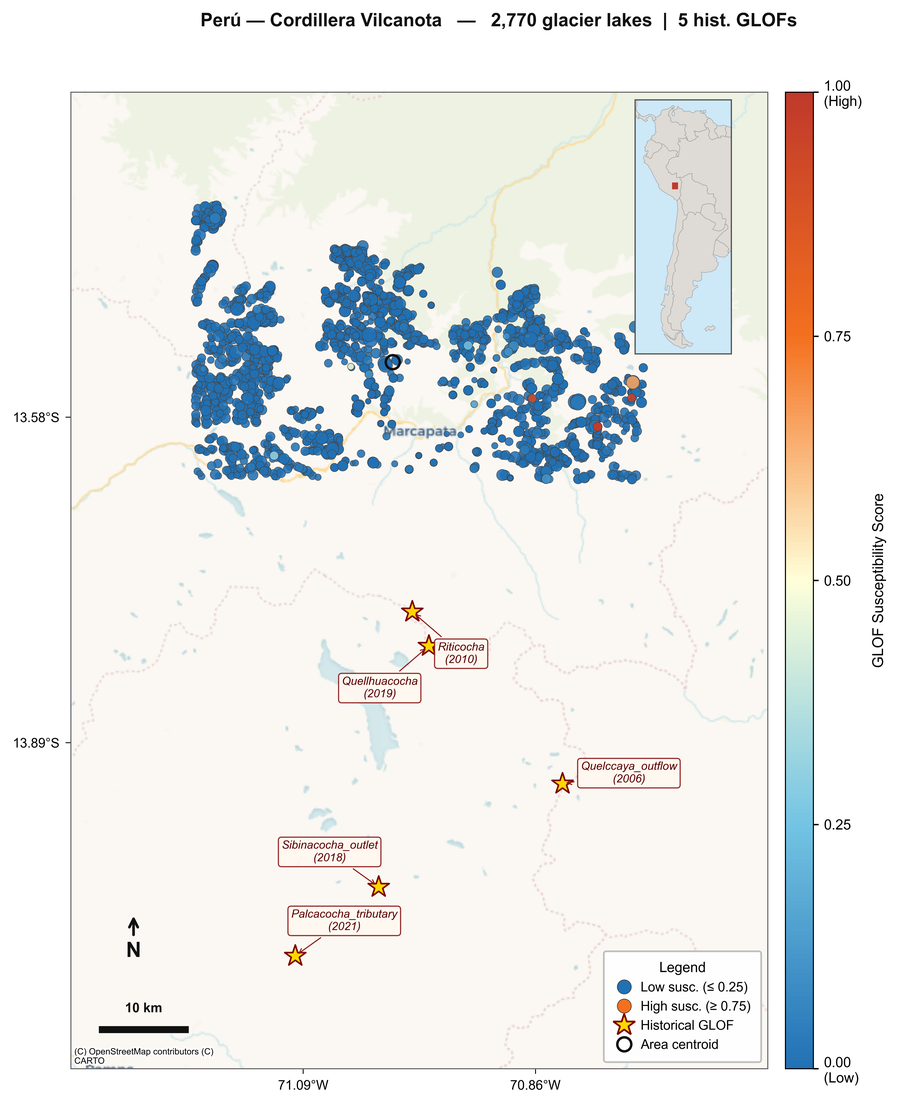 Perú — Cordillera Vilcanota — 2,770 glacier lakes | 5 hist. GLOFs
1.00
(High)
0.75
13.58°S
Marcapata
0.50
GLOF Susceptibility Score
Riticocha
(2010)
Quellhuacocha
(2019)
13.89°S
Quelccaya_outflow
(2006)
0.25
Sibinacocha_outlet
(2018)
Palcacocha_tributary
(2021)
N
10 km
Legend
Low susc. (≤ 0.25)
High susc. (≥ 0.75)
Historical GLOF
Area centroid
(C) OpenStreetMap contributors (C)
CARTO
0.00
(Low)
71.09°W
70.86°W